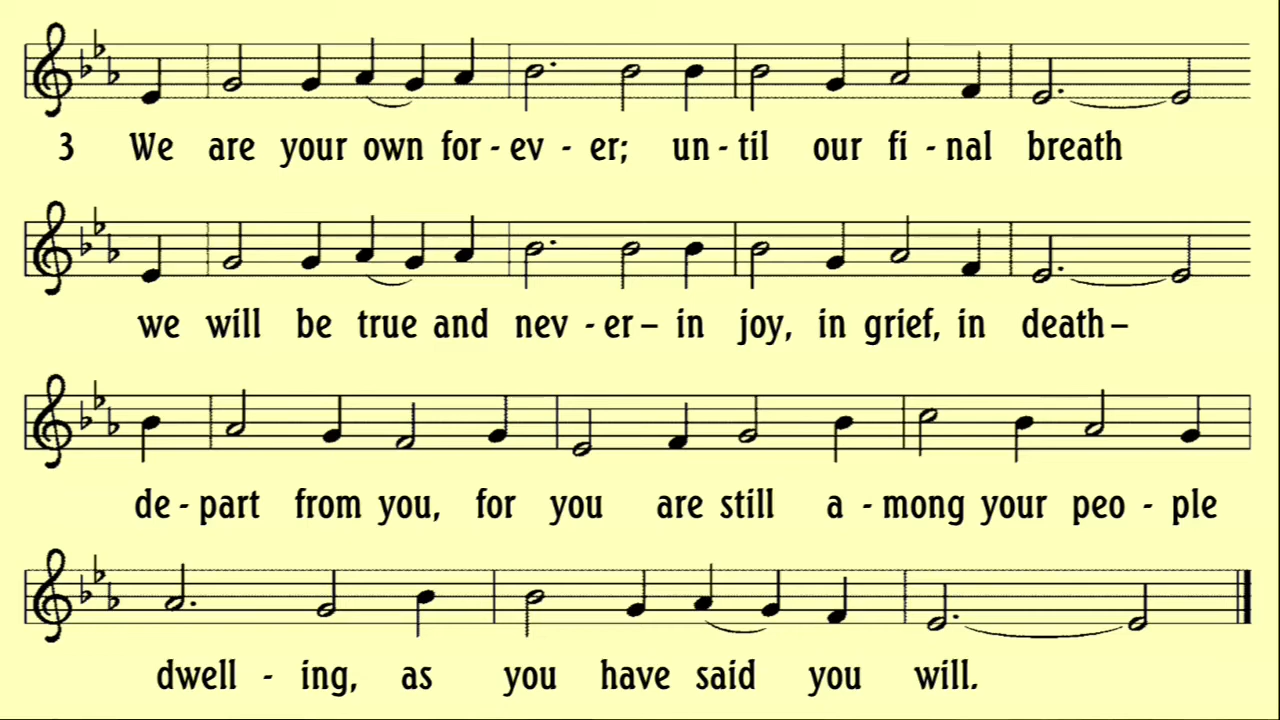 3 We are your own for - ev - er; un - til our fi - nal breath
we will be true and nev - er – in joy, in grief, in death –
de - part from you, for you are still a - mong your peo - ple
dwell - ing, as you have said you will.